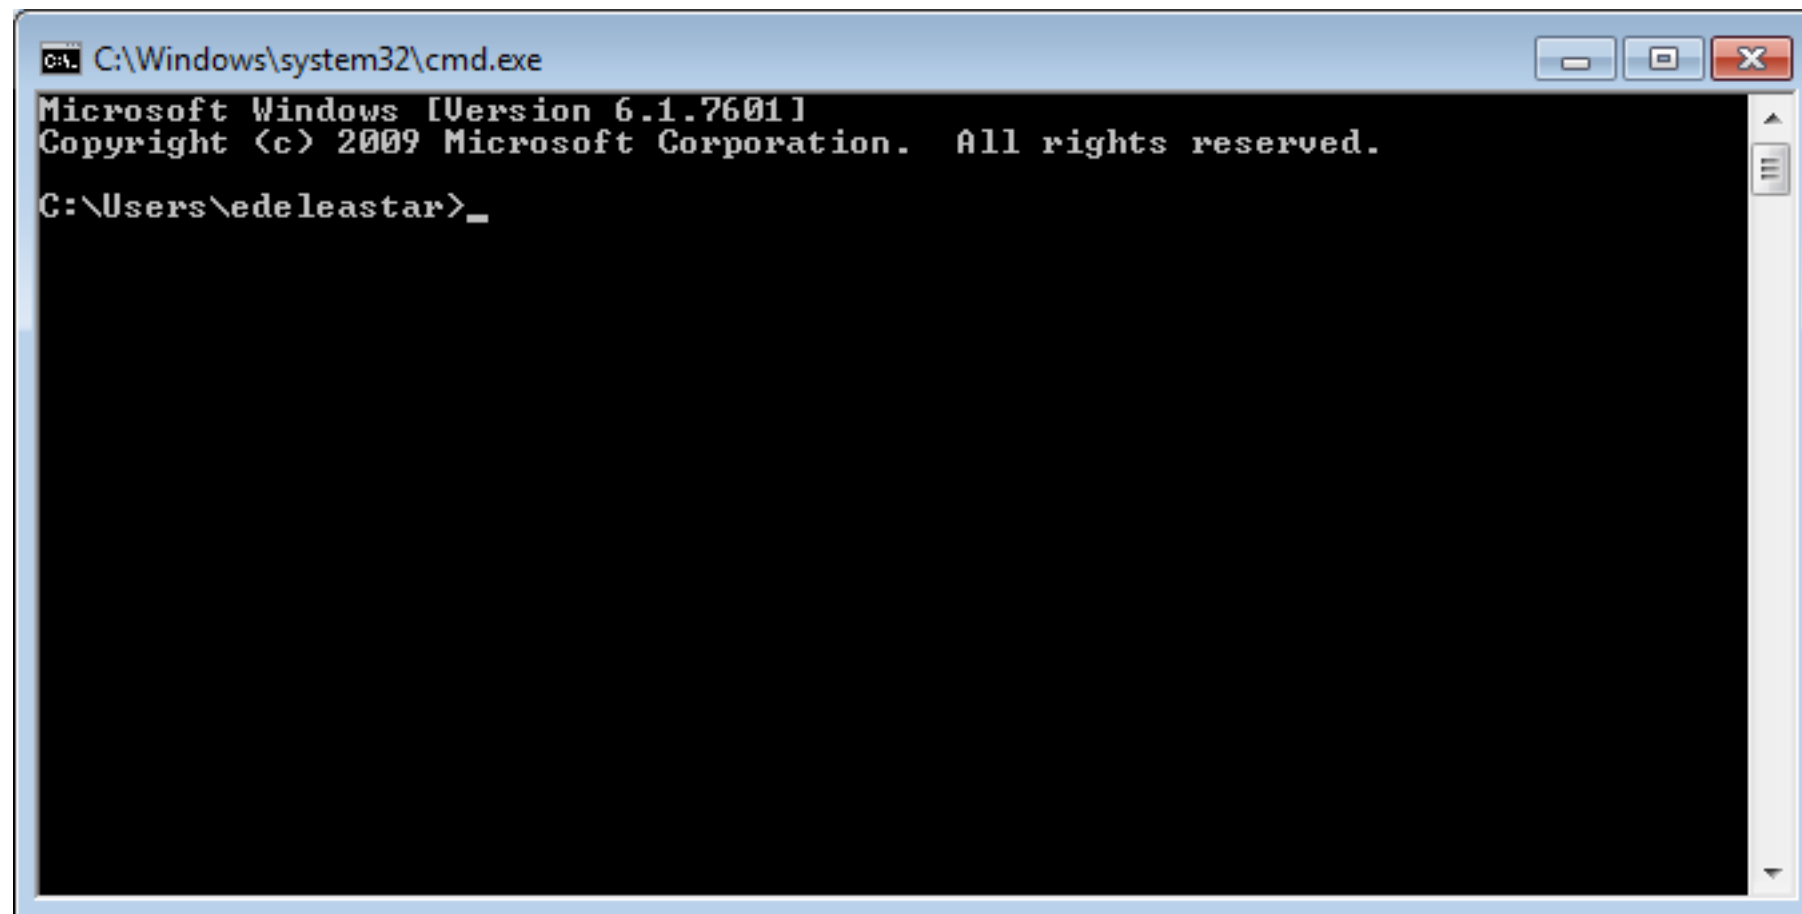 C:\Windows\system32\cmd.exe
Microsoft Windows [Version 6.1.7601]
Copyright (c) 2009 Microsoft Corporation.  All rights reserved.
C:\Users\edeleastar>_